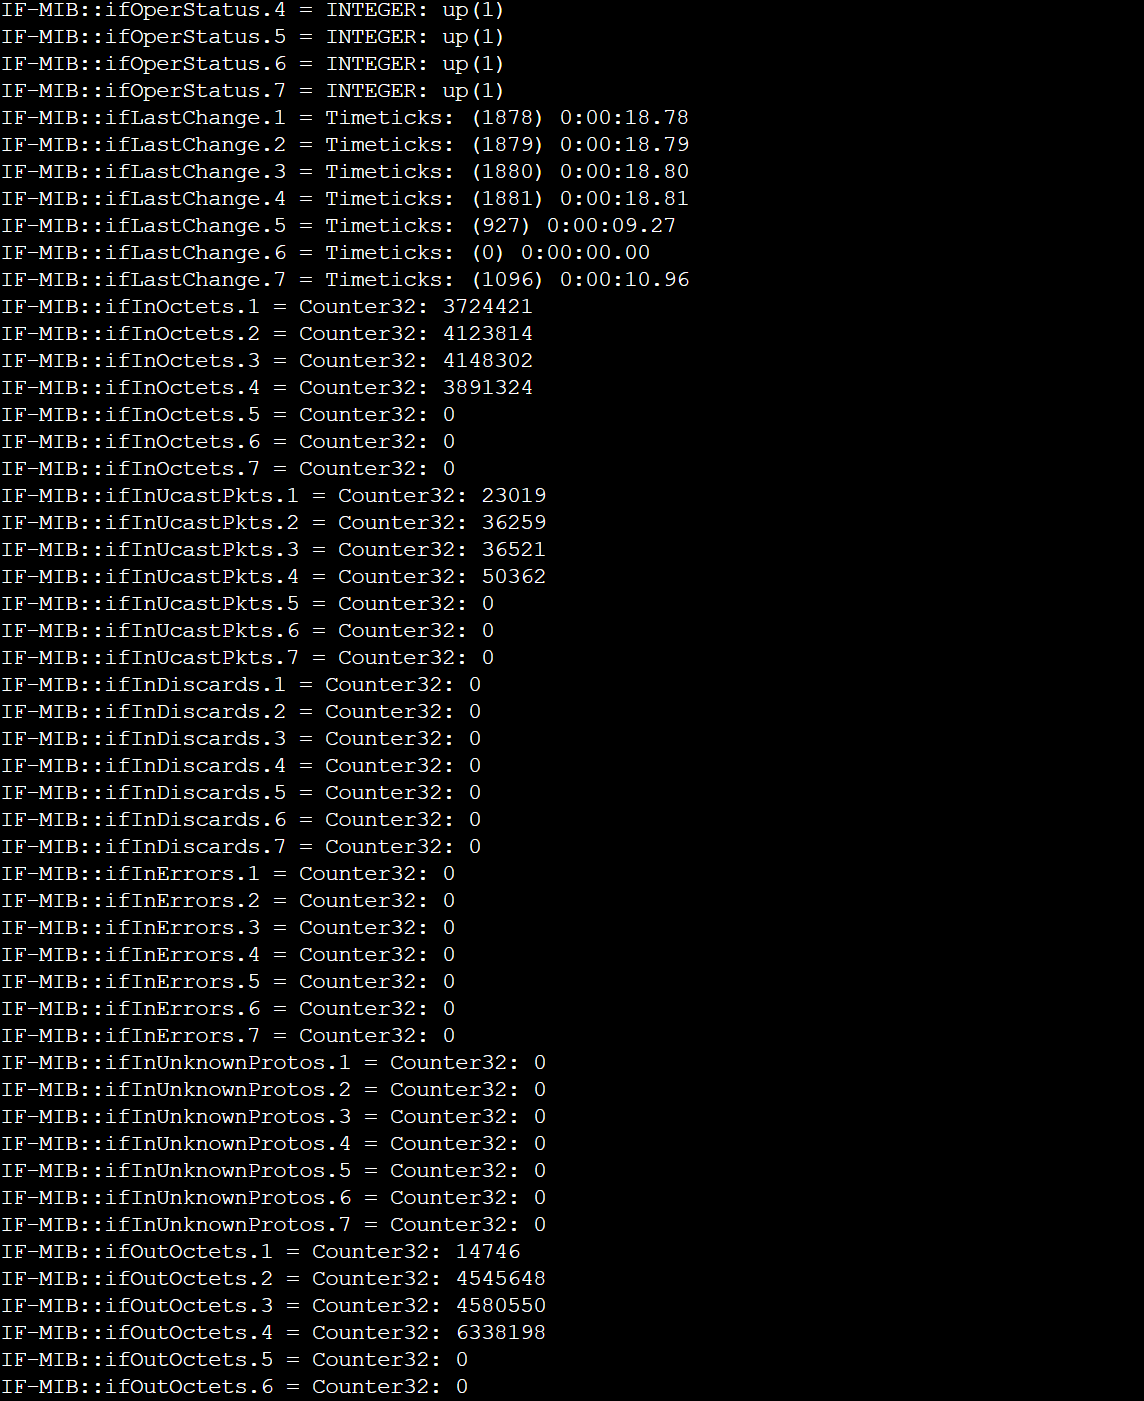 IF-MIB::ifOperStatus.4 = INTEGER: up(1)
IF-MIB::ifOperStatus.5 = INTEGER: up(1)
IF-MIB::ifOperStatus.6 = INTEGER: up(1)
IF-MIB::ifOperStatus.7 = INTEGER: up(1)
IF-MIB::ifLastChange.1 = Timeticks: (1878) 0:00:18.78
IF-MIB::ifLastChange.2 = Timeticks: (1879) 0:00:18.79
IF-MIB::ifLastChange.3 = Timeticks: (1880) 0:00:18.80
IF-MIB::ifLastChange.4 = Timeticks: (1881) 0:00:18.81
IF-MIB::ifLastChange.5 = Timeticks: (927) 0:00:09.27
IF-MIB::ifLastChange.6 = Timeticks: (0) 0:00:00.00
IF-MIB::ifLastChange.7 = Timeticks: (1096) 0:00:10.96
IF-MIB::ifInOctets.1 = Counter32: 3724421
IF-MIB::ifInOctets.2 = Counter32: 4123814
IF-MIB::ifInOctets.3 = Counter32: 4148302
IF-MIB::ifInOctets.4 = Counter32: 3891324
IF-MIB::ifInOctets.5 = Counter32: 0
IF-MIB::ifInOctets.6 = Counter32: 0
IF-MIB::ifInOctets.7 = Counter32: 0
IF-MIB::ifInUcastPkts.1 = Counter32: 23019
IF-MIB::ifInUcastPkts.2 = Counter32: 36259
IF-MIB::ifInUcastPkts.3 = Counter32: 36521
IF-MIB::ifInUcastPkts.4 = Counter32: 50362
IF-MIB::ifInUcastPkts.5 = Counter32: 0
IF-MIB::ifInUcastPkts.6 = Counter32: 0
IF-MIB::ifInUcastPkts.7 = Counter32: 0
IF-MIB::ifInDiscards.1 = Counter32: 0
IF-MIB::ifInDiscards.2 = Counter32: 0
IF-MIB::ifInDiscards.3 = Counter32: 0
IF-MIB::ifInDiscards.4 = Counter32: 0
IF-MIB::ifInDiscards.5 = Counter32: 0
IF-MIB::ifInDiscards.6 = Counter32: 0
IF-MIB::ifInDiscards.7 = Counter32: 0
IF-MIB::ifInErrors.1 = Counter32: 0
IF-MIB::ifInErrors.2 = Counter32: 0
IF-MIB::ifInErrors.3 = Counter32: 0
IF-MIB::ifInErrors.4 = Counter32: 0
IF-MIB::ifInErrors.5 = Counter32: 0
IF-MIB::ifInErrors.6 = Counter32: 0
IF-MIB::ifInErrors.7 = Counter32: 0
IF-MIB::ifInUnknownProtos.1 = Counter32: 0
IF-MIB::ifInUnknownProtos.2 = Counter32: 0
IF-MIB::ifInUnknownProtos.3 = Counter32: 0
IF-MIB::ifInUnknownProtos.4 = Counter32: 0
IF-MIB::ifInUnknownProtos.5 = Counter32: 0
IF-MIB::ifInUnknownProtos.6 = Counter32: 0
IF-MIB::ifInUnknownProtos.7 = Counter32: 0
IF-MIB::ifOutOctets.1 = Counter32: 14746
IF-MIB::ifOutOctets.2 = Counter32: 4545648
IF-MIB::ifOutOctets.3 = Counter32: 4580550
IF-MIB::ifOutOctets.4 = Counter32: 6338198
IF-MIB::ifOutOctets.5 = Counter32: 0
IF-MIB::ifOutOctets.6 = Counter32: 0